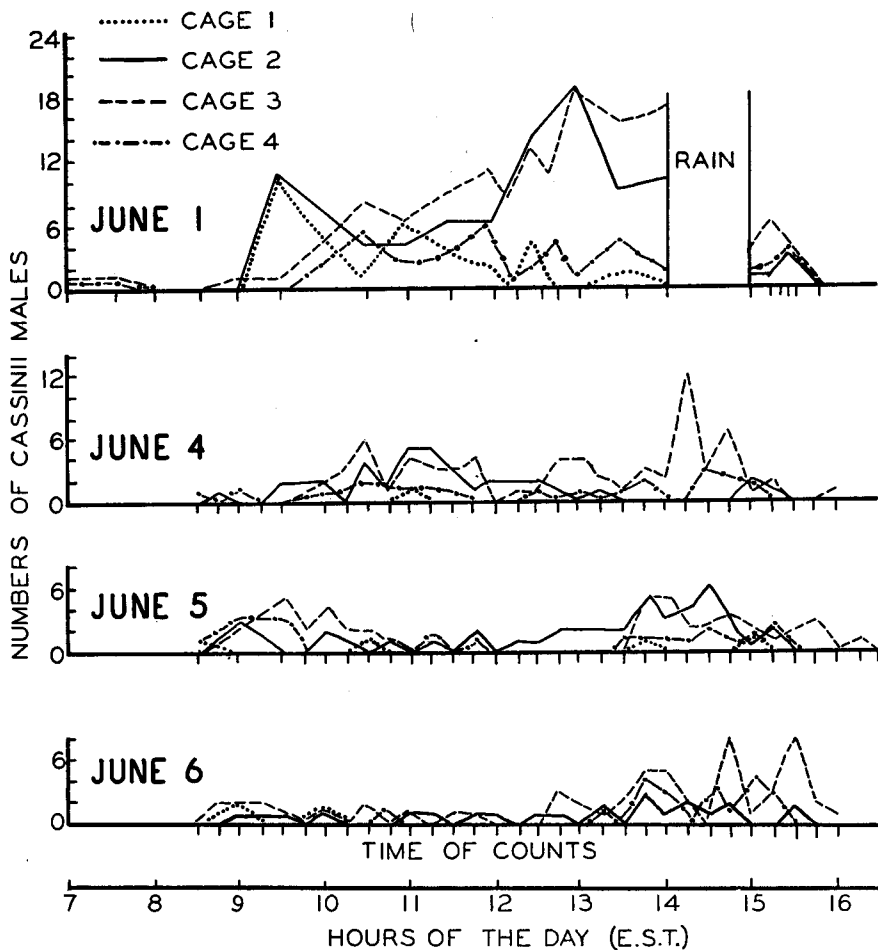 CAGE 1
CAGE 2
CAGE 3
CAGE 4
24
18
12
6
0
JUNE 1
RAIN
12
6
0
JUNE 4
6
0
JUNE 5
6
0
JUNE 6
NUMBERS OF CASSINII MALES
TIME OF COUNTS
7 8 9 10 11 12 13 14 15 16
HOURS OF THE DAY (E.S.T.)